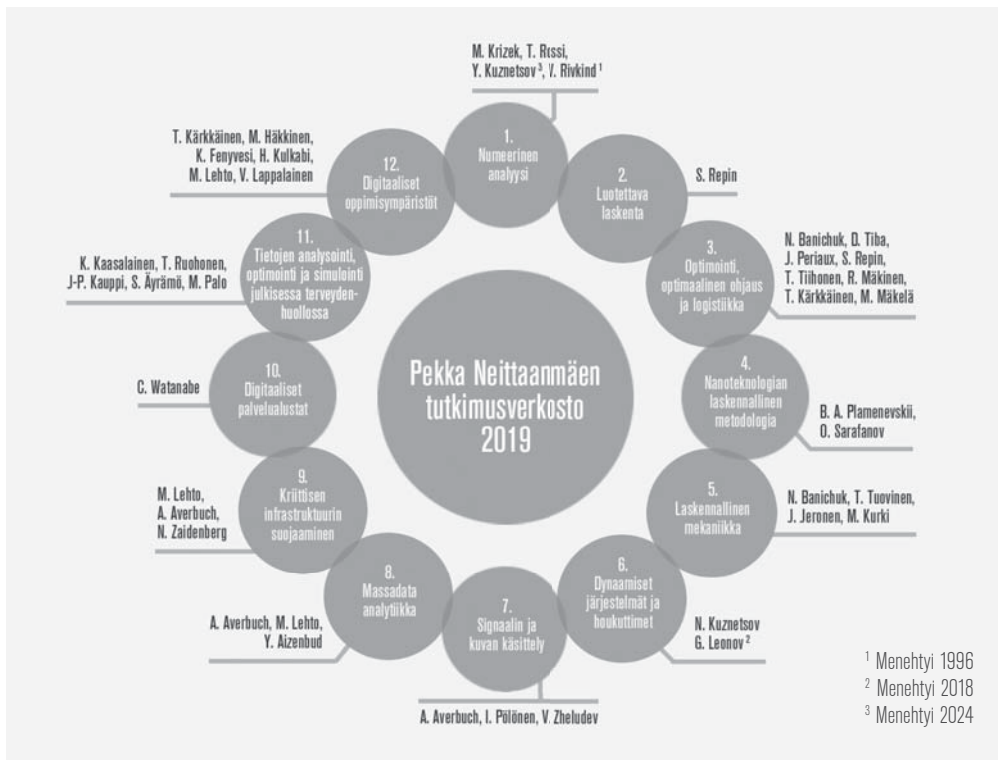 Pekka Neittaanmäen
tutkimusverkosto
2019
M. Krizek, T. Rossi,
Y. Kuznetsov ³, V. Rivkind ¹
1.
Numeerinen
analyysi
S. Repin
2.
Luotettava
laskenta
N. Banichuk, D. Tiba,
J. Periaux, S. Repin,
T. Tiihonen, R. Mäkinen,
T. Kärkkäinen, M. Mäkelä
3.
Optimointi,
optimaalinen ohjaus
ja logistiikka
4.
Nanoteknologian
laskennallinen
metodologia
B. A. Plamenevskii,
O. Sarafanov
5.
Laskennallinen
mekaniikka
N. Banichuk, T. Tuovinen,
J. Jeronen, M. Kurki
6.
Dynaamiset
järjestelmät ja
houkuttimet
N. Kuznetsov
G. Leonov ²
7.
Signaalin ja
kuvan käsittely
A. Averbuch, I. Pölönen, V. Zheludev
8.
Massadata
analytiikka
A. Averbuch, M. Lehto,
Y. Aizenbud
9.
Kriittisen
infrastruktuurin
suojaaminen
M. Lehto,
A. Averbuch,
N. Zaidenberg
10.
Digitaaliset
palvelualustat
C. Watanabe
11.
Tietojen analysointi,
optimointi ja simulointi
julkisessa terveyden-
huollossa
K. Kaasalainen, T. Ruohonen,
J-P. Kauppi, S. Äyrämö, M. Palo
12.
Digitaaliset
oppimisympäristöt
T. Kärkkäinen, M. Häkkinen,
K. Fenyvesi, H. Kulkabi,
M. Lehto, V. Lappalainen
¹ Menehtyi 1996
² Menehtyi 2018
³ Menehtyi 2024